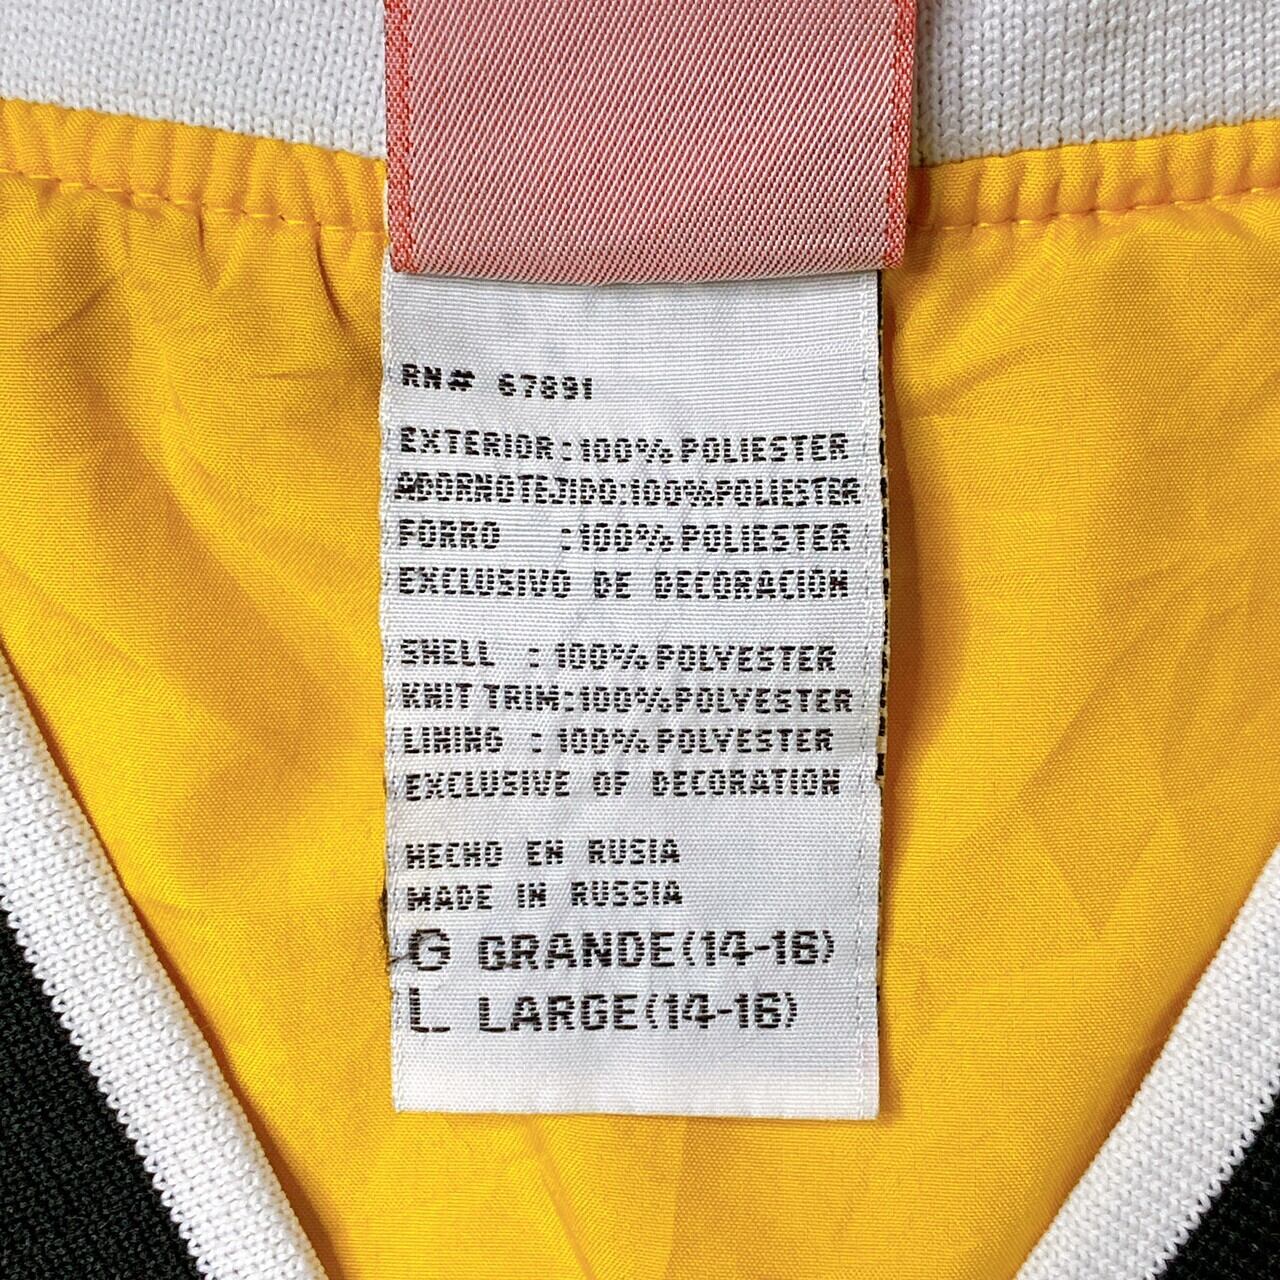 RN# 67891
EXTERIOR:100% POLIESTER
ADORNOTEJIDO:100%POLIESTER
FORRO :100% POLIESTER
EXCLUSIVO DE DECORACION
SHELL : 100% POLYESTER
KNIT TRIM:100% POLYESTER
LINING : 100% POLYESTER
EXCLUSIVE OF DECORATION
HECHO EN RUSIA
MADE IN RUSSIA
G GRANDE(14-16)
L LARGE(14-16)